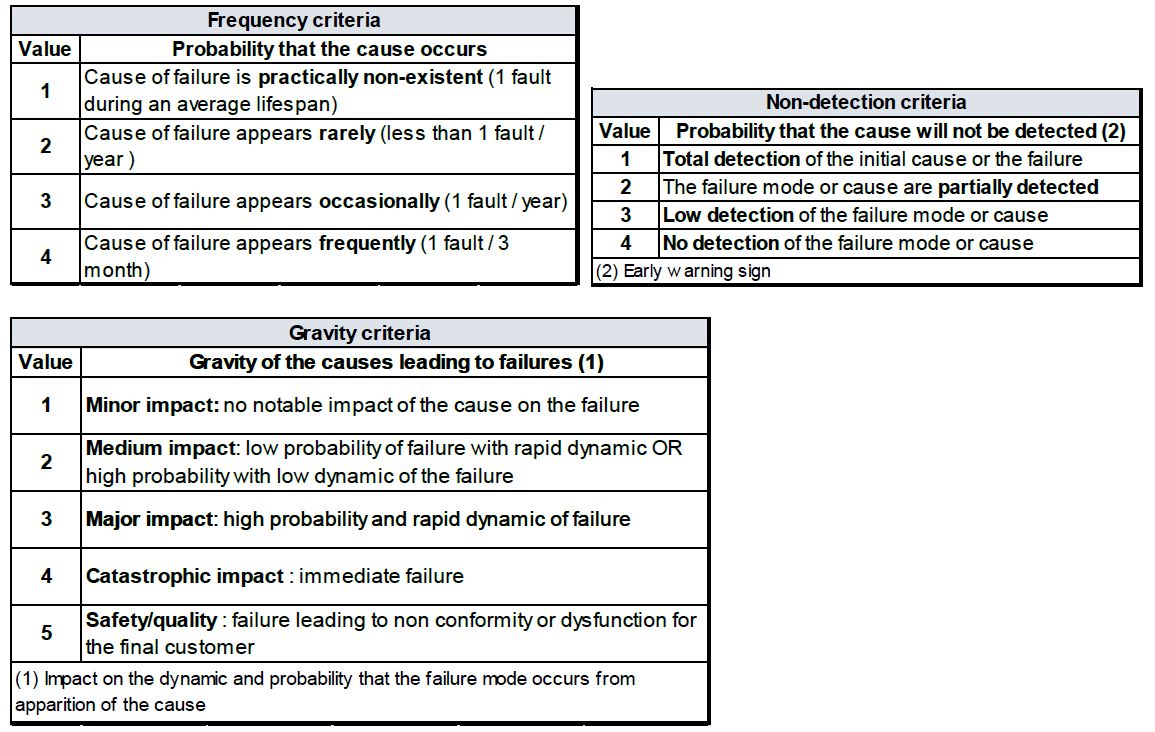 Frequency criteria
Value Probability that the cause occurs
1 Cause of failure is practically non-existent (1 fault
during an average lifespan)
2 Cause of failure appears rarely (less than 1 fault /
year )
3 Cause of failure appears occasionally (1 fault / year)
4 Cause of failure appears frequently (1 fault / 3
month)
Non-detection criteria
Value Probability that the cause will not be detected (2)
1 Total detection of the initial cause or the failure
2 The failure mode or cause are partially detected
3 Low detection of the failure mode or cause
4 No detection of the failure mode or cause
(2) Early warning sign
Gravity criteria
Value Gravity of the causes leading to failures (1)
1 Minor impact: no notable impact of the cause on the failure
2 Medium impact: low probability of failure with rapid dynamic OR
high probability with low dynamic of the failure
3 Major impact: high probability and rapid dynamic of failure
4 Catastrophic impact : immediate failure
5 Safety/quality : failure leading to non conformity or dysfunction for
the final customer
(1) Impact on the dynamic and probability that the failure mode occurs from
apparition of the cause